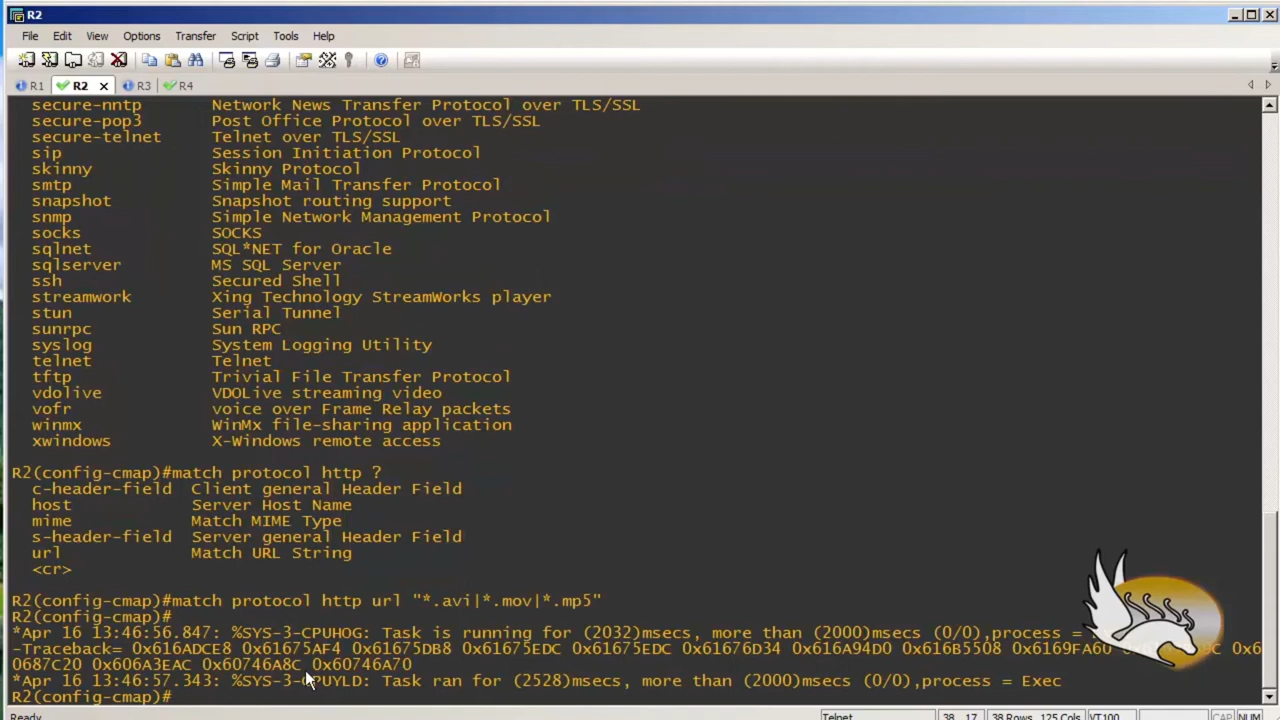 R2
File Edit View Options Transfer Script Tools Help
R1 R2 R3 R4
secure-nntp Network News Transfer Protocol over TLS/SSL
secure-pop3 Post Office Protocol over TLS/SSL
secure-telnet Telnet over TLS/SSL
sip Session Initiation Protocol
skinny Skinny Protocol
smtp Simple Mail Transfer Protocol
snapshot Snapshot routing support
snmp Simple Network Management Protocol
socks SOCKS
sqlnet SQL*NET for Oracle
sqlserver MS SQL Server
ssh Secured Shell
streamwork Xing Technology StreamWorks player
stun Serial Tunnel
sunrpc Sun RPC
syslog System Logging Utility
telnet Telnet
tftp Trivial File Transfer Protocol
vdolive VDOLive streaming video
vofr voice over Frame Relay packets
winmx WinMx file-sharing application
xwindows X-Windows remote access
R2(config-cmap)#match protocol http ?
c-header-field Client general Header Field
host Server Host Name
mime Match MIME Type
s-header-field Server general Header Field
url Match URL String
<cr>
R2(config-cmap)#match protocol http url "*.avi|*.mov|*.mp5"
R2(config-cmap)#
*Apr 16 13:46:56.847: %SYS-3-CPUHOG: Task is running for (2032)msecs, more than (2000)msecs (0/0),process =
-Traceback= 0x616ADCE8 0x61675AF4 0x61675DB8 0x61675EDC 0x61675EDC 0x61676D34 0x616A94D0 0x616B5508 0x6169FA60 0x6
0687C20 0x606A3EAC 0x60746A8C 0x60746A70
*Apr 16 13:46:57.343: %SYS-3-CPUYLD: Task ran for (2528)msecs, more than (2000)msecs (0/0),process = Exec
R2(config-cmap)#
Ready Telnet 38, 17 38 Rows, 125 Cols VT100 CAP NUM